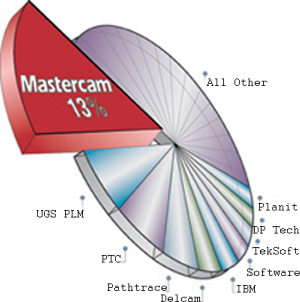 Mastercam
13%
All Other
Planit
DP Tech
TekSoft
Software
IBM
Delcam
Pathtrace
PTC
UGS PLM